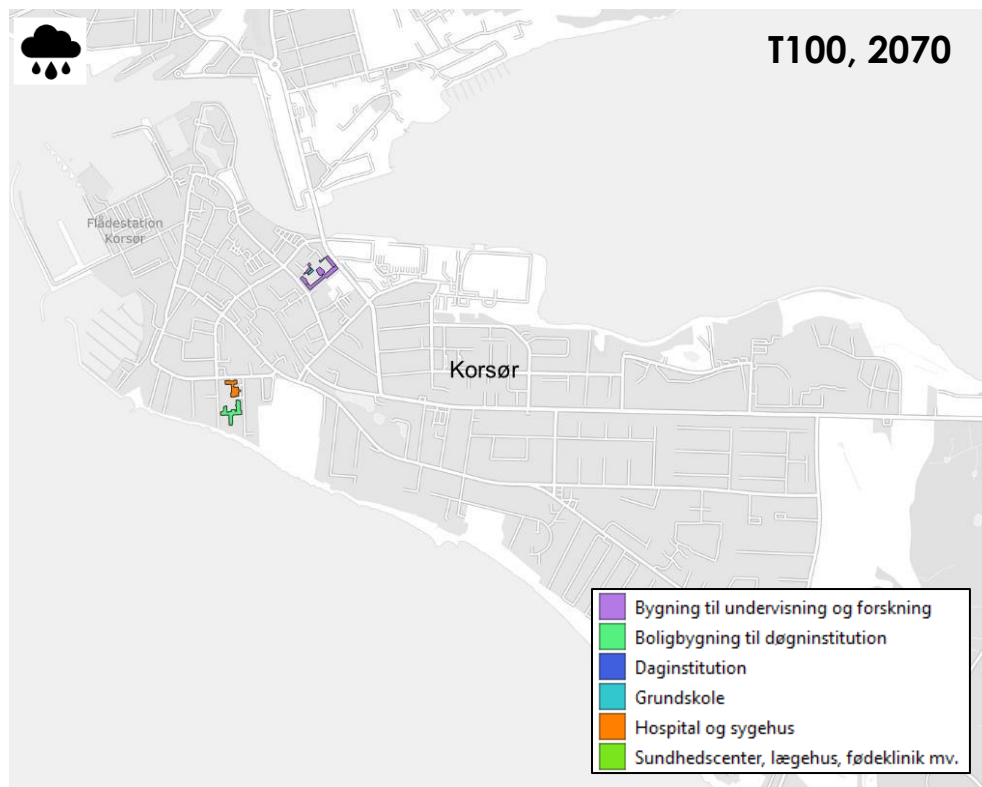 T100, 2070
Flådestation
Korsør
Korsør
Bygning til undervisning og forskning
Boligbygning til døgninstitution
Daginstitution
Grundskole
Hospital og sygehus
Sundhedscenter, lægehus, fødeklinik mv.